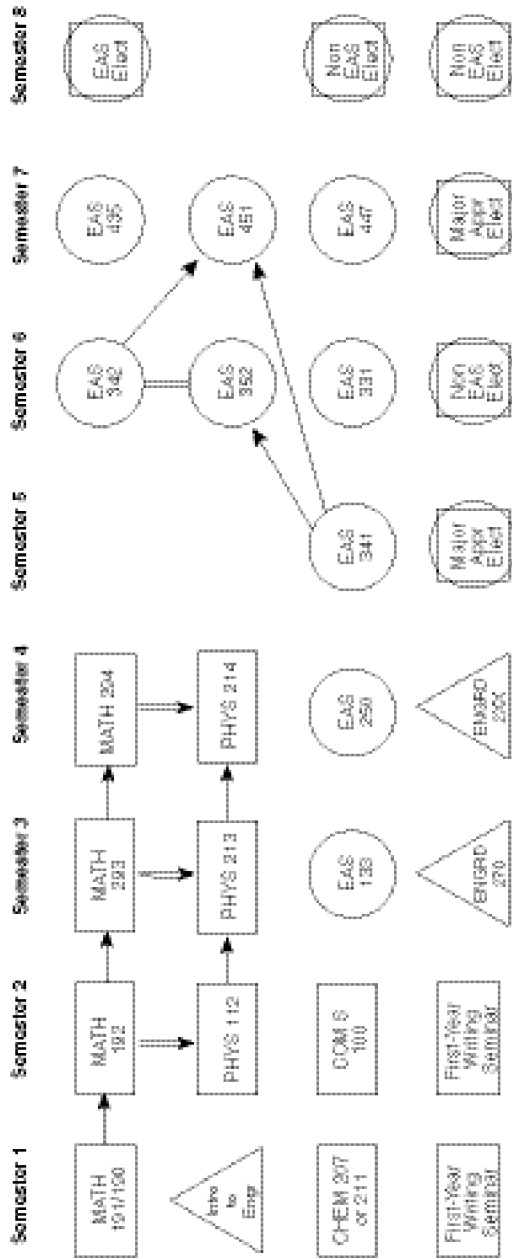 Semester 1
Semester 2
Semester 3
Semester 4
Semester 5
Semester 6
Semester 7
Semester 8
MATH
191/190
MATH
192
MATH
293
MATH 294
EAS
342
EAS
435
EAS
Elect
Intro
to
Engr
PHYS 112
PHYS 213
PHYS 214
EAS
352
EAS
451
CHEM 207
or 211
COM S
100
EAS
133
EAS
250
EAS
341
EAS
331
EAS
447
Non
EAS
Elect
First-Year
Writing
Seminar
First-Year
Writing
Seminar
ENGRD
270
ENGRD
Major
Appr
Elect
Non
EAS
Elect
Major
Appr
Elect
Non
EAS
Elect